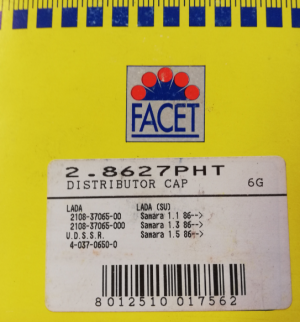 FACET
2.8627PHT
DISTRIBUTOR CAP 6G
LADA LADA (SU)
2108-37065-00 Samara 1.1 86-->
2108-37065-000 Samara 1.3 86-->
U.D.S.S.R. Samara 1.5 86-->
4-037-0650-0
8012510 017562